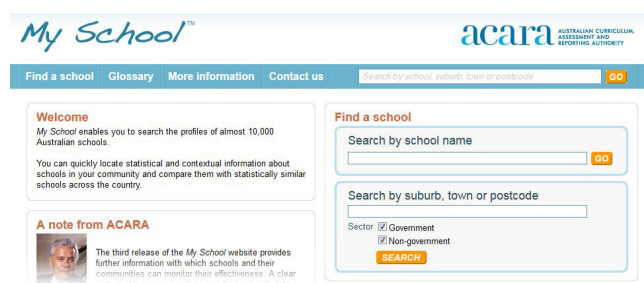 My School™
acara AUSTRALIAN CURRICULUM,
ASSESSMENT AND
REPORTING AUTHORITY
Find a school Glossary More information Contact us Search by school, suburb, town or postcode GO
Welcome
My School enables you to search the profiles of almost 10,000
Australian schools.
You can quickly locate statistical and contextual information about
schools in your community and compare them with statistically similar
schools across the country.
A note from ACARA
The third release of the My School website provides
further information with which schools and their
communities can monitor their effectiveness. A clear
Find a school
Search by school name
GO
Search by suburb, town or postcode
Sector Government
Non-government
SEARCH